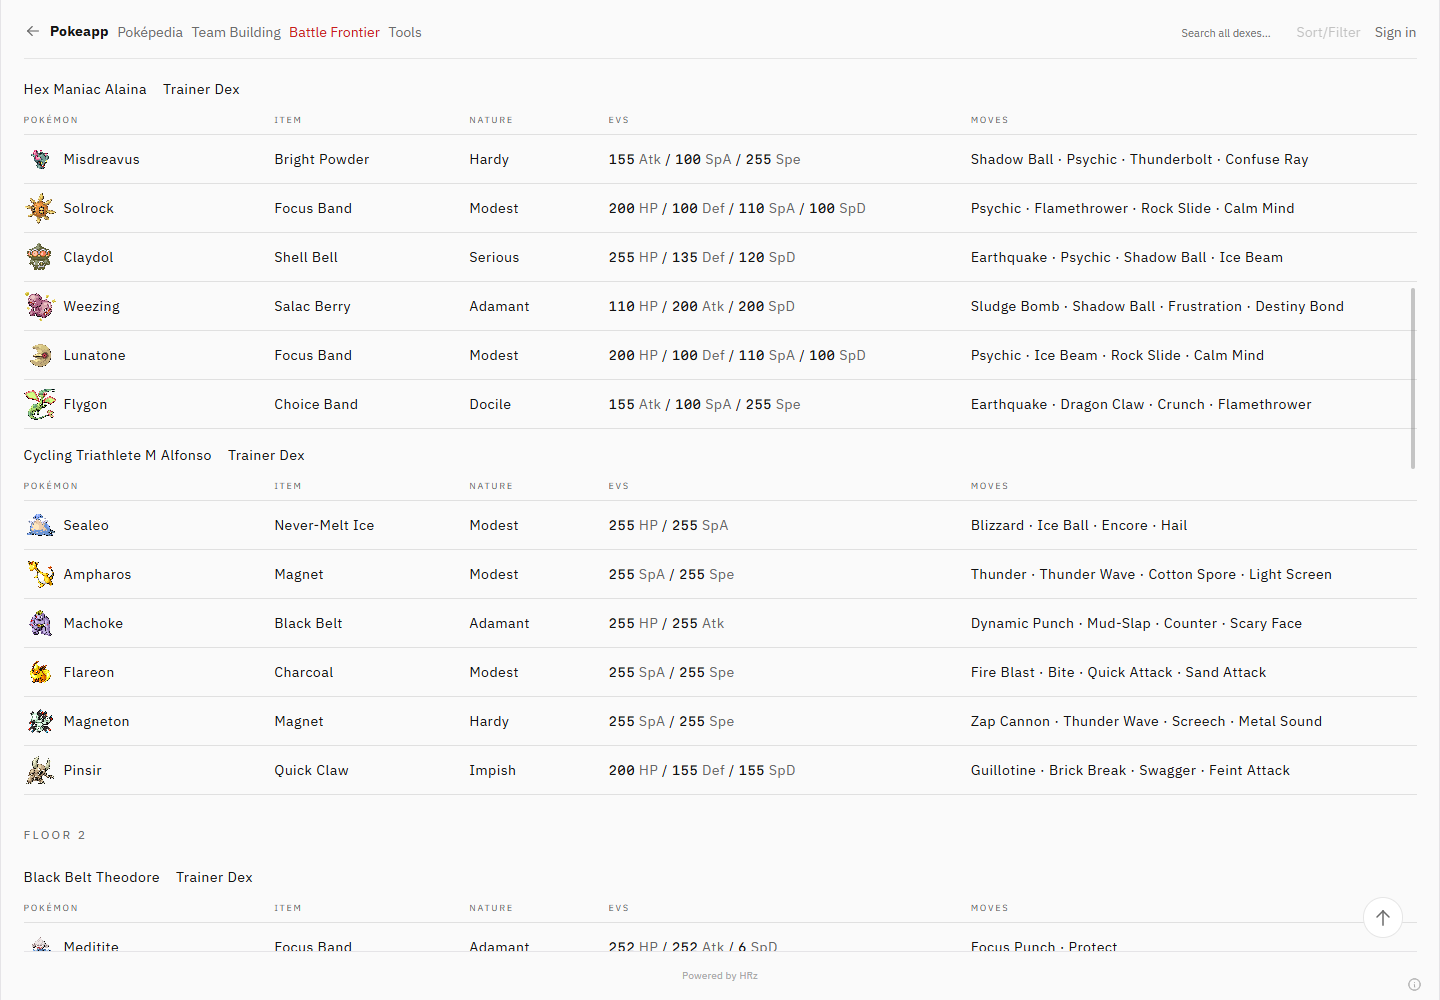 ← Pokeapp Poképedia Team Building Battle Frontier Tools Search all dexes... Sort/Filter Sign in
Hex Maniac Alaina Trainer Dex
POKÉMON ITEM NATURE EVS MOVES
Misdreavus Bright Powder Hardy 155 Atk / 100 SpA / 255 Spe Shadow Ball · Psychic · Thunderbolt · Confuse Ray
Solrock Focus Band Modest 200 HP / 100 Def / 110 SpA / 100 SpD Psychic · Flamethrower · Rock Slide · Calm Mind
Claydol Shell Bell Serious 255 HP / 135 Def / 120 SpD Earthquake · Psychic · Shadow Ball · Ice Beam
Weezing Salac Berry Adamant 110 HP / 200 Atk / 200 SpD Sludge Bomb · Shadow Ball · Frustration · Destiny Bond
Lunatone Focus Band Modest 200 HP / 100 Def / 110 SpA / 100 SpD Psychic · Ice Beam · Rock Slide · Calm Mind
Flygon Choice Band Docile 155 Atk / 100 SpA / 255 Spe Earthquake · Dragon Claw · Crunch · Flamethrower
Cycling Triathlete M Alfonso Trainer Dex
POKÉMON ITEM NATURE EVS MOVES
Sealeo Never-Melt Ice Modest 255 HP / 255 SpA Blizzard · Ice Ball · Encore · Hail
Ampharos Magnet Modest 255 SpA / 255 Spe Thunder · Thunder Wave · Cotton Spore · Light Screen
Machoke Black Belt Adamant 255 HP / 255 Atk Dynamic Punch · Mud-Slap · Counter · Scary Face
Flareon Charcoal Modest 255 SpA / 255 Spe Fire Blast · Bite · Quick Attack · Sand Attack
Magneton Magnet Hardy 255 SpA / 255 Spe Zap Cannon · Thunder Wave · Screech · Metal Sound
Pinsir Quick Claw Impish 200 HP / 155 Def / 155 SpD Guillotine · Brick Break · Swagger · Feint Attack
FLOOR 2
Black Belt Theodore Trainer Dex
POKÉMON ITEM NATURE EVS MOVES
Meditite Focus Band Adamant 252 HP / 252 Atk / 6 SpD Focus Punch · Protect
Powered by HRz